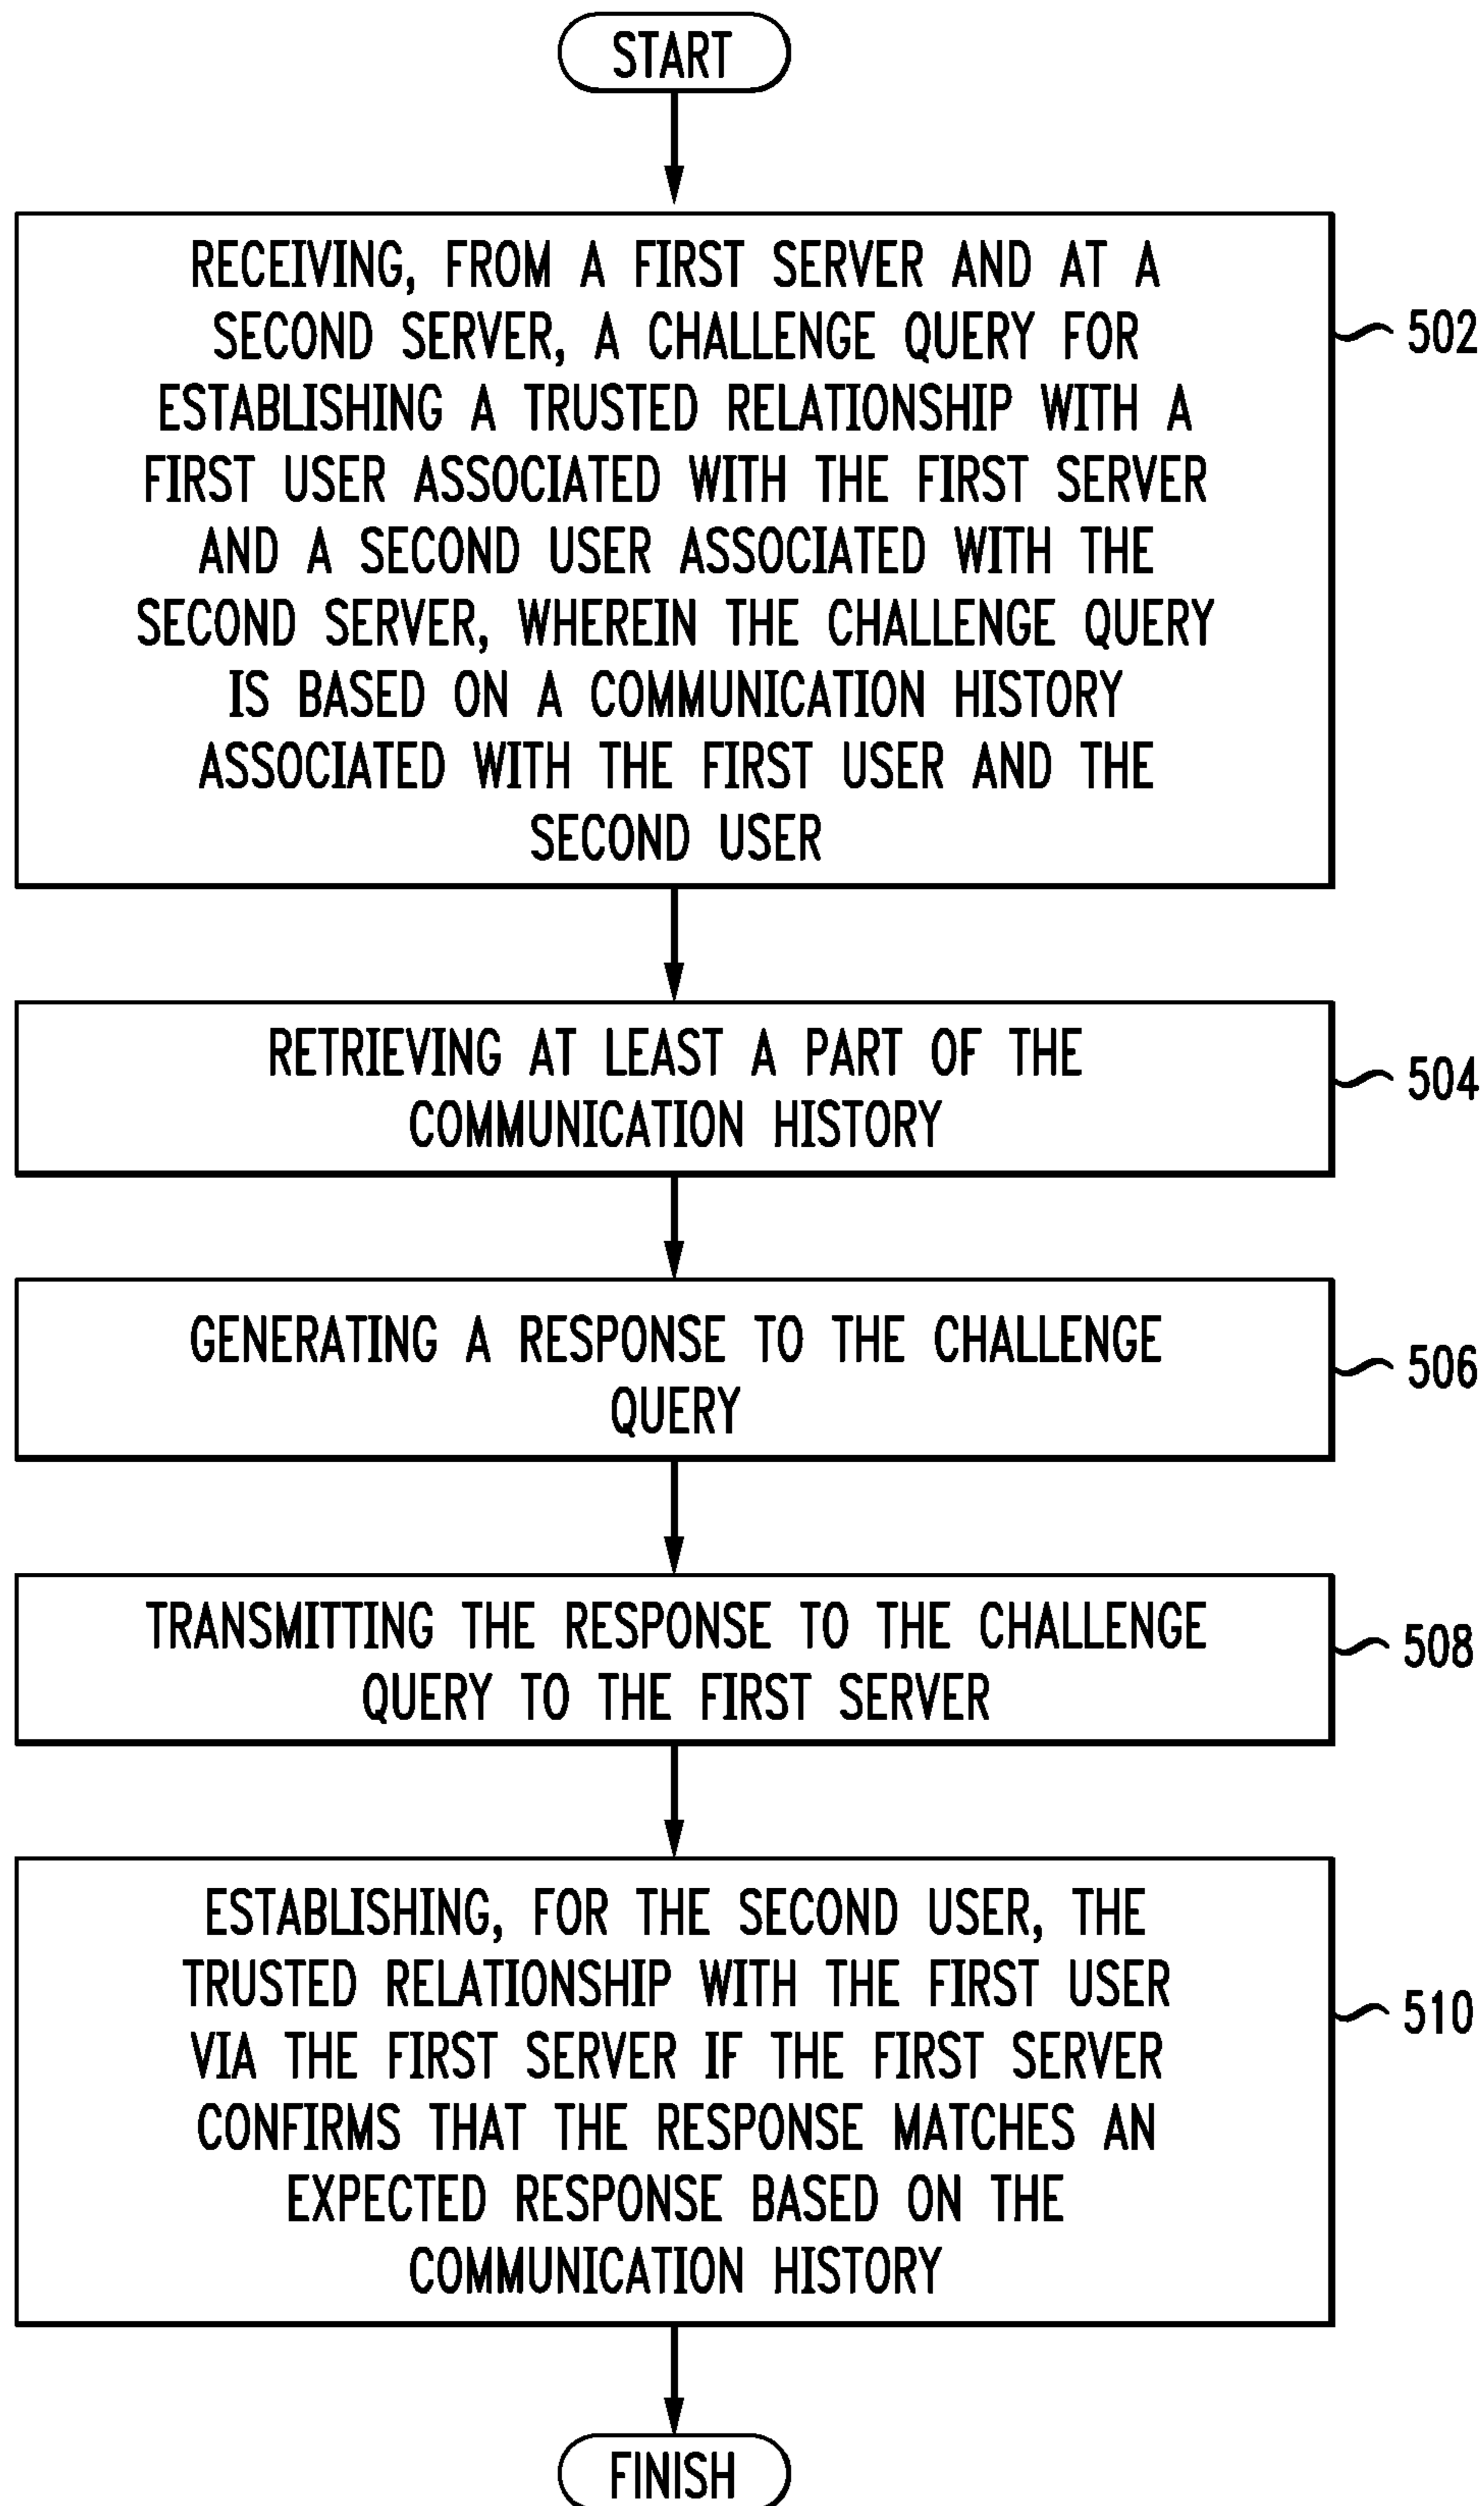 START
RECEIVING, FROM A FIRST SERVER AND AT A
SECOND SERVER, A CHALLENGE QUERY FOR
ESTABLISHING A TRUSTED RELATIONSHIP WITH A
FIRST USER ASSOCIATED WITH THE FIRST SERVER
AND A SECOND USER ASSOCIATED WITH THE
SECOND SERVER, WHEREIN THE CHALLENGE QUERY
IS BASED ON A COMMUNICATION HISTORY
ASSOCIATED WITH THE FIRST USER AND THE
SECOND USER
502
RETRIEVING AT LEAST A PART OF THE
COMMUNICATION HISTORY
504
GENERATING A RESPONSE TO THE CHALLENGE
QUERY
506
TRANSMITTING THE RESPONSE TO THE CHALLENGE
QUERY TO THE FIRST SERVER
508
ESTABLISHING, FOR THE SECOND USER, THE
TRUSTED RELATIONSHIP WITH THE FIRST USER
VIA THE FIRST SERVER IF THE FIRST SERVER
CONFIRMS THAT THE RESPONSE MATCHES AN
EXPECTED RESPONSE BASED ON THE
COMMUNICATION HISTORY
510
FINISH